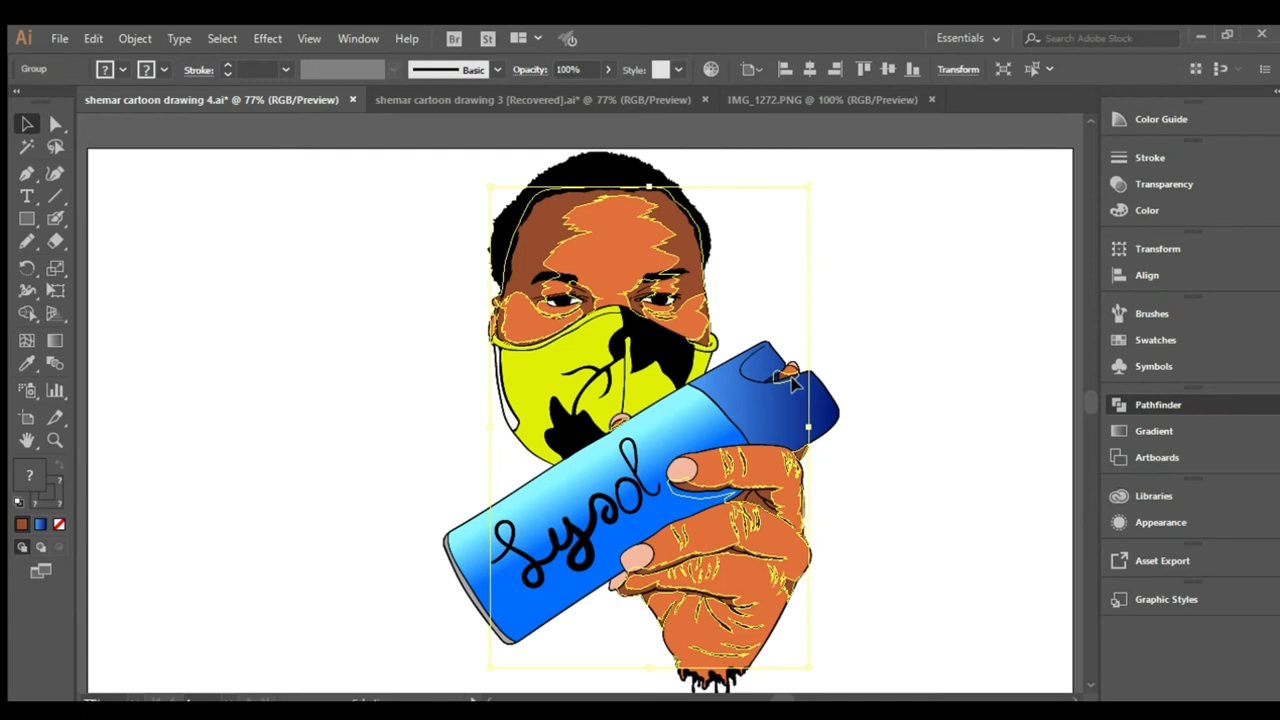 Ai File Edit Object Type Select Effect View Window Help Br St Essentials Search Adobe Stock
Group ? ? Stroke: Basic Opacity: 100% Style: Transform
shemar cartoon drawing 4.ai* @ 77% (RGB/Preview) × shemar cartoon drawing 3 [Recovered].ai* @ 77% (RGB/Preview) × IMG_1272.PNG @ 100% (RGB/Preview) ×
Color Guide
Stroke
Transparency
Color
Transform
Align
Brushes
Swatches
Symbols
Pathfinder
Gradient
Artboards
Libraries
Appearance
Asset Export
Graphic Styles
T
?
Lysol